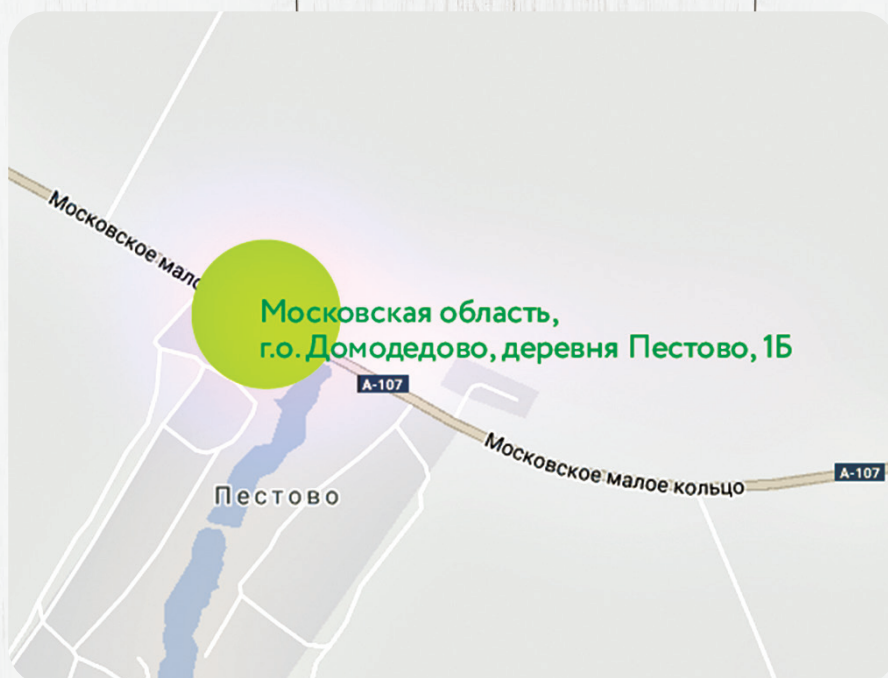 Московское мало
Московская область,
г.о. Домодедово, деревня Пестово, 1Б
А-107
Московское малое кольцо
А-107
Пестово